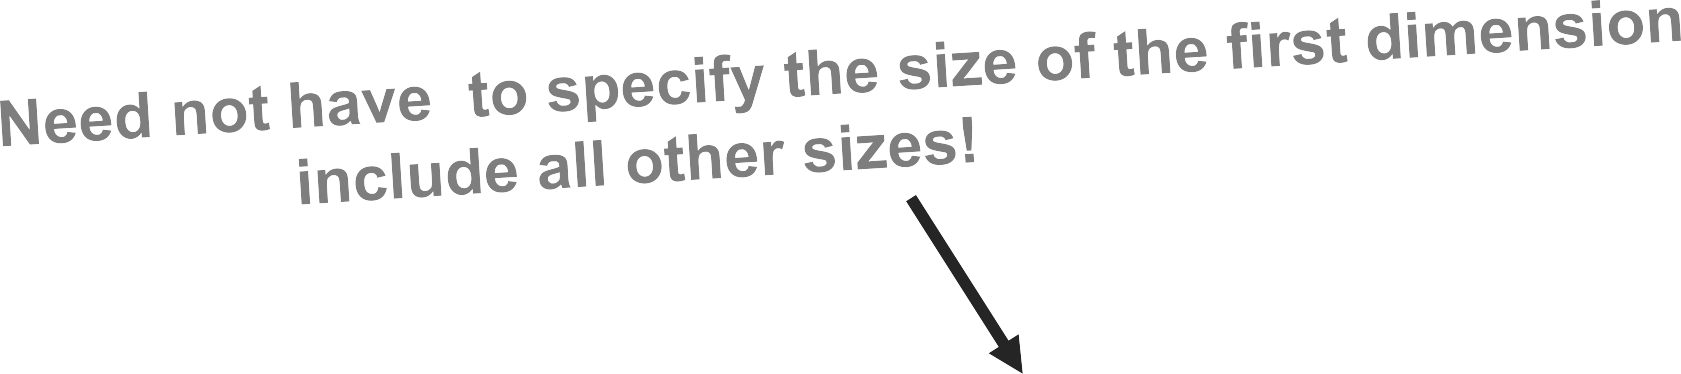 Need not have  to specify the size of the first dimension
include all other sizes!